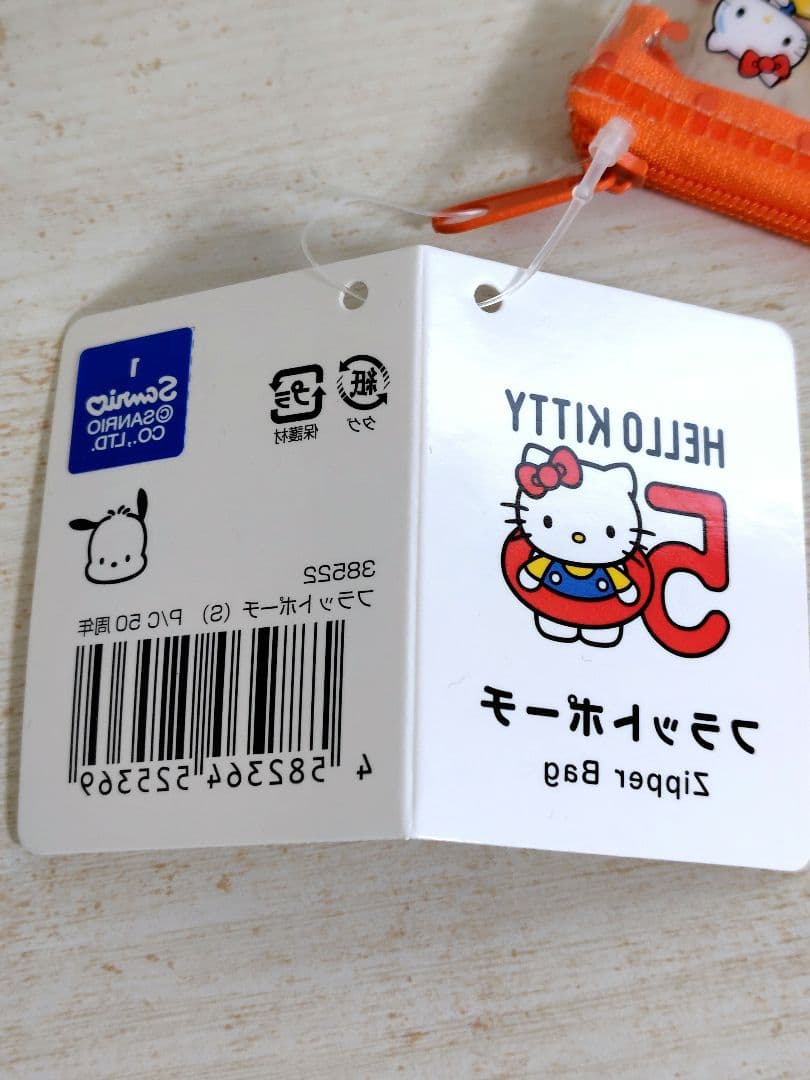 HELLO KITTY
5
フラットポーチ
Zipper Bag
1
Sanrio
©SANRIO
CO., LTD.
紙
タグ
プラ
保護材
38522
フラットポーチ (S) P/C 50周年
4 582364 525369